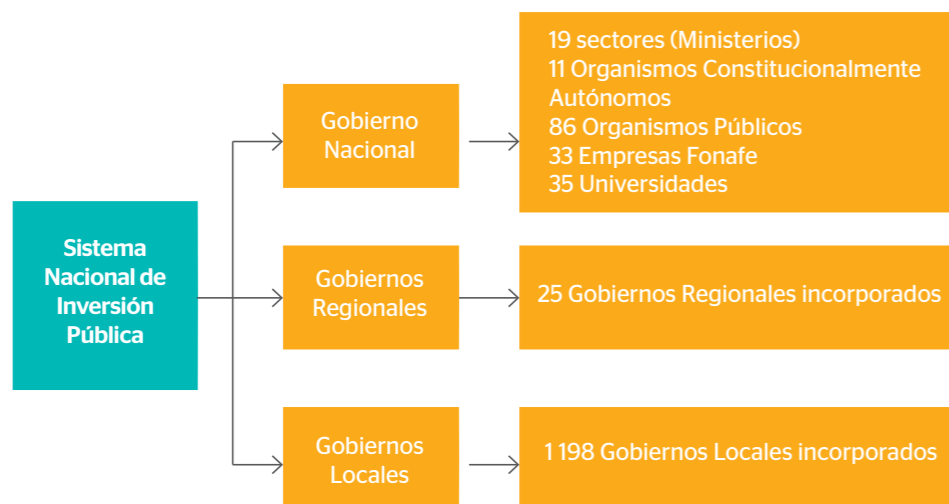 Sistema
Nacional de
Inversión
Pública
Gobierno
Nacional
19 sectores (Ministerios)
11 Organismos Constitucionalmente
Autónomos
86 Organismos Públicos
33 Empresas Fonafe
35 Universidades
Gobiernos
Regionales
25 Gobiernos Regionales incorporados
Gobiernos
Locales
1 198 Gobiernos Locales incorporados